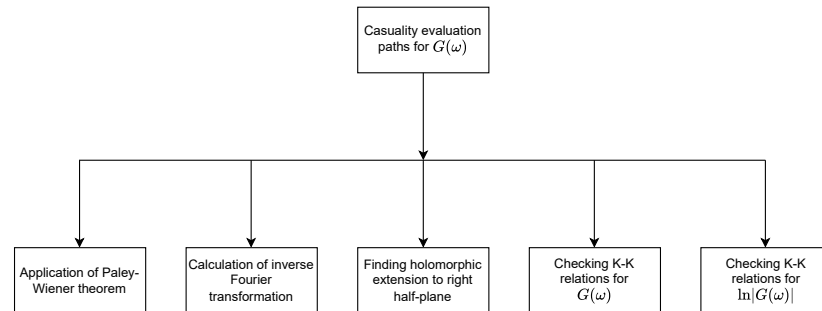 Casuality evaluation
paths for G(ω)
Application of Paley-
Wiener theorem
Calculation of inverse
Fourier
transformation
Finding holomorphic
extension to right
half-plane
Checking K-K
relations for
G(ω)
Checking K-K
relations for
ln|G(ω)|